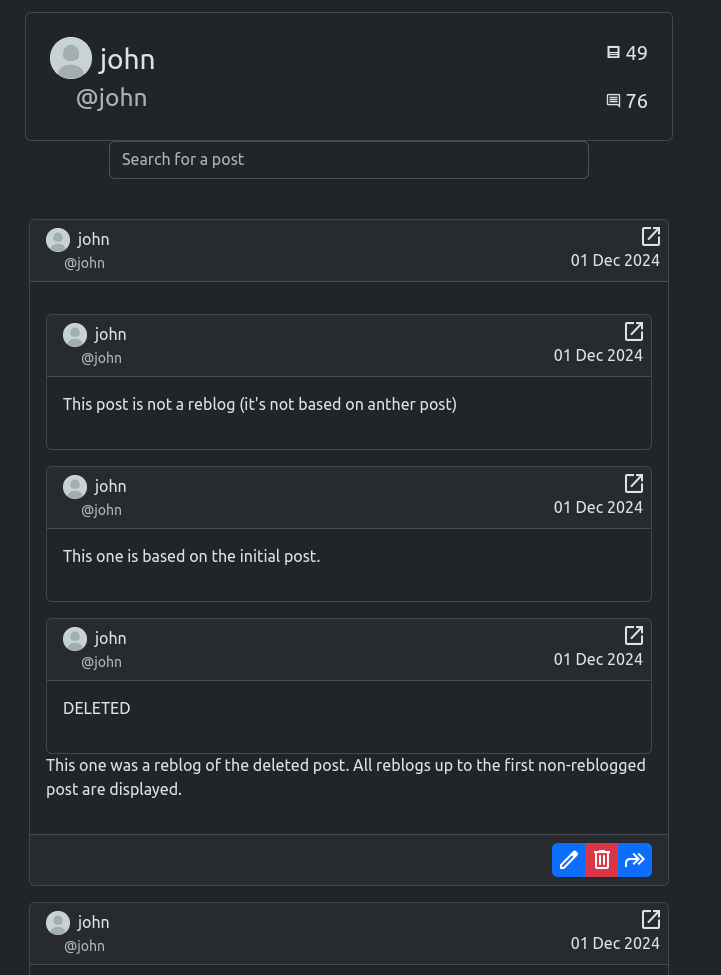 john
49
@john
76
Search for a post
john
@john
01 Dec 2024
john
@john
01 Dec 2024
This post is not a reblog (it's not based on anther post)
john
@john
01 Dec 2024
This one is based on the initial post.
john
@john
01 Dec 2024
DELETED
This one was a reblog of the deleted post. All reblogs up to the first non-reblogged
post are displayed.
john
@john
01 Dec 2024